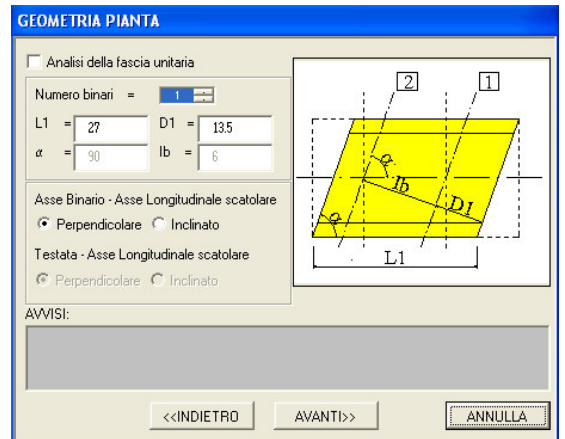 GEOMETRIA PIANTA
Analisi della fascia unitaria
Numero binari = 1
L1 = 27 D1 = 13.5
α = 90 lb = 6
Asse Binario - Asse Longitudinale scatolare
Perpendicolare Inclinato
Testata - Asse Longitudinale scatolare
Perpendicolare Inclinato
2 1
α
Ib
D1
α
L1
AVVISI:
<<INDIETRO AVANTI>> ANNULLA